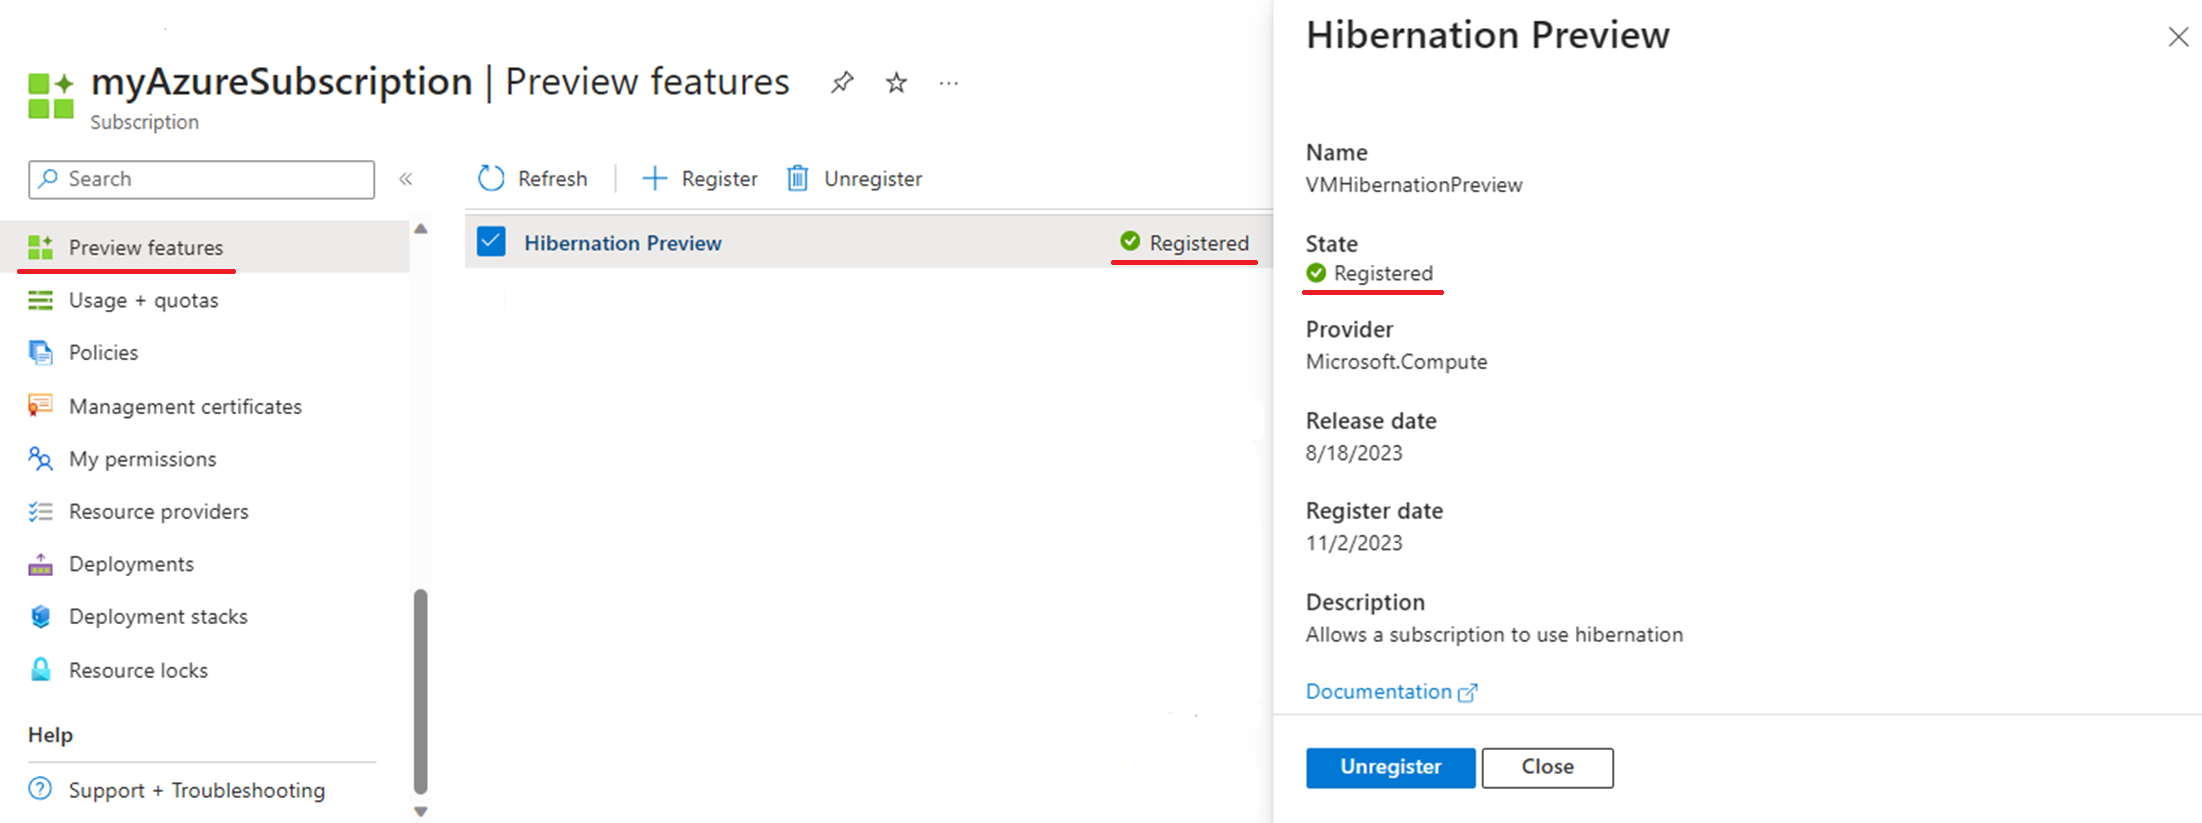 myAzureSubscription | Preview features
Subscription
Search
Preview features
Usage + quotas
Policies
Management certificates
My permissions
Resource providers
Deployments
Deployment stacks
Resource locks
Help
Support + Troubleshooting
Refresh
Register
Unregister
Hibernation Preview
Registered
Hibernation Preview
Name
VMHibernationPreview
State
Registered
Provider
Microsoft.Compute
Release date
8/18/2023
Register date
11/2/2023
Description
Allows a subscription to use hibernation
Documentation
Unregister
Close